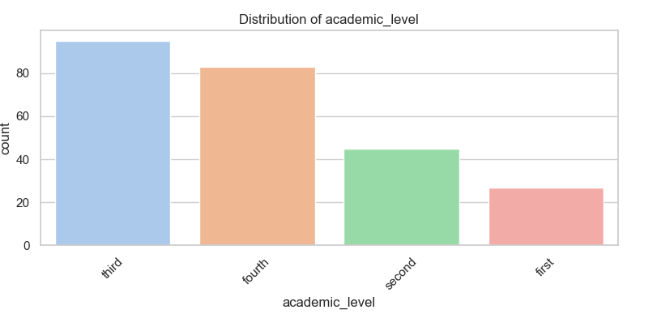 Distribution of academic_level
80
60
40
20
0
count
third
fourth
second
first
academic_level